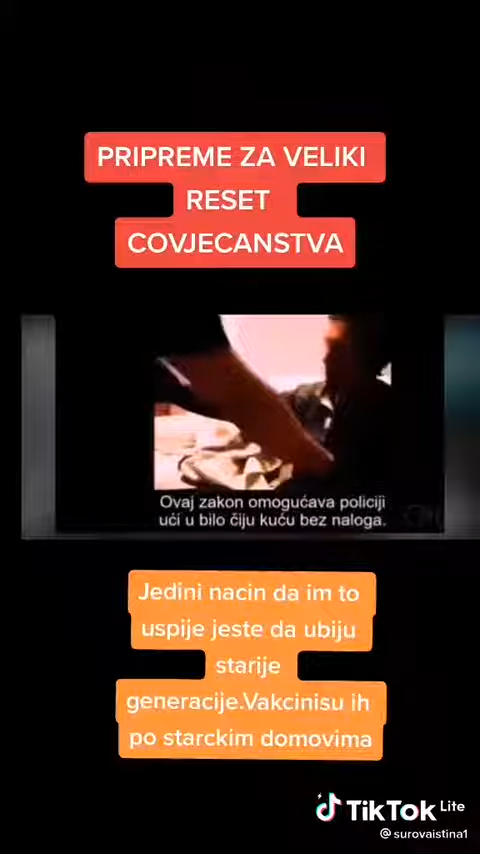 PRIPREME ZA VELIKI
RESET
COVJECANSTVA
Ovaj zakon omogućava policiji
ući u bilo čiju kuću bez naloga.
Jedini nacin da im to
uspije jeste da ubiju
starije
generacije.Vakcinisu ih
po starckim domovima
TikTok Lite
@surovaistina1